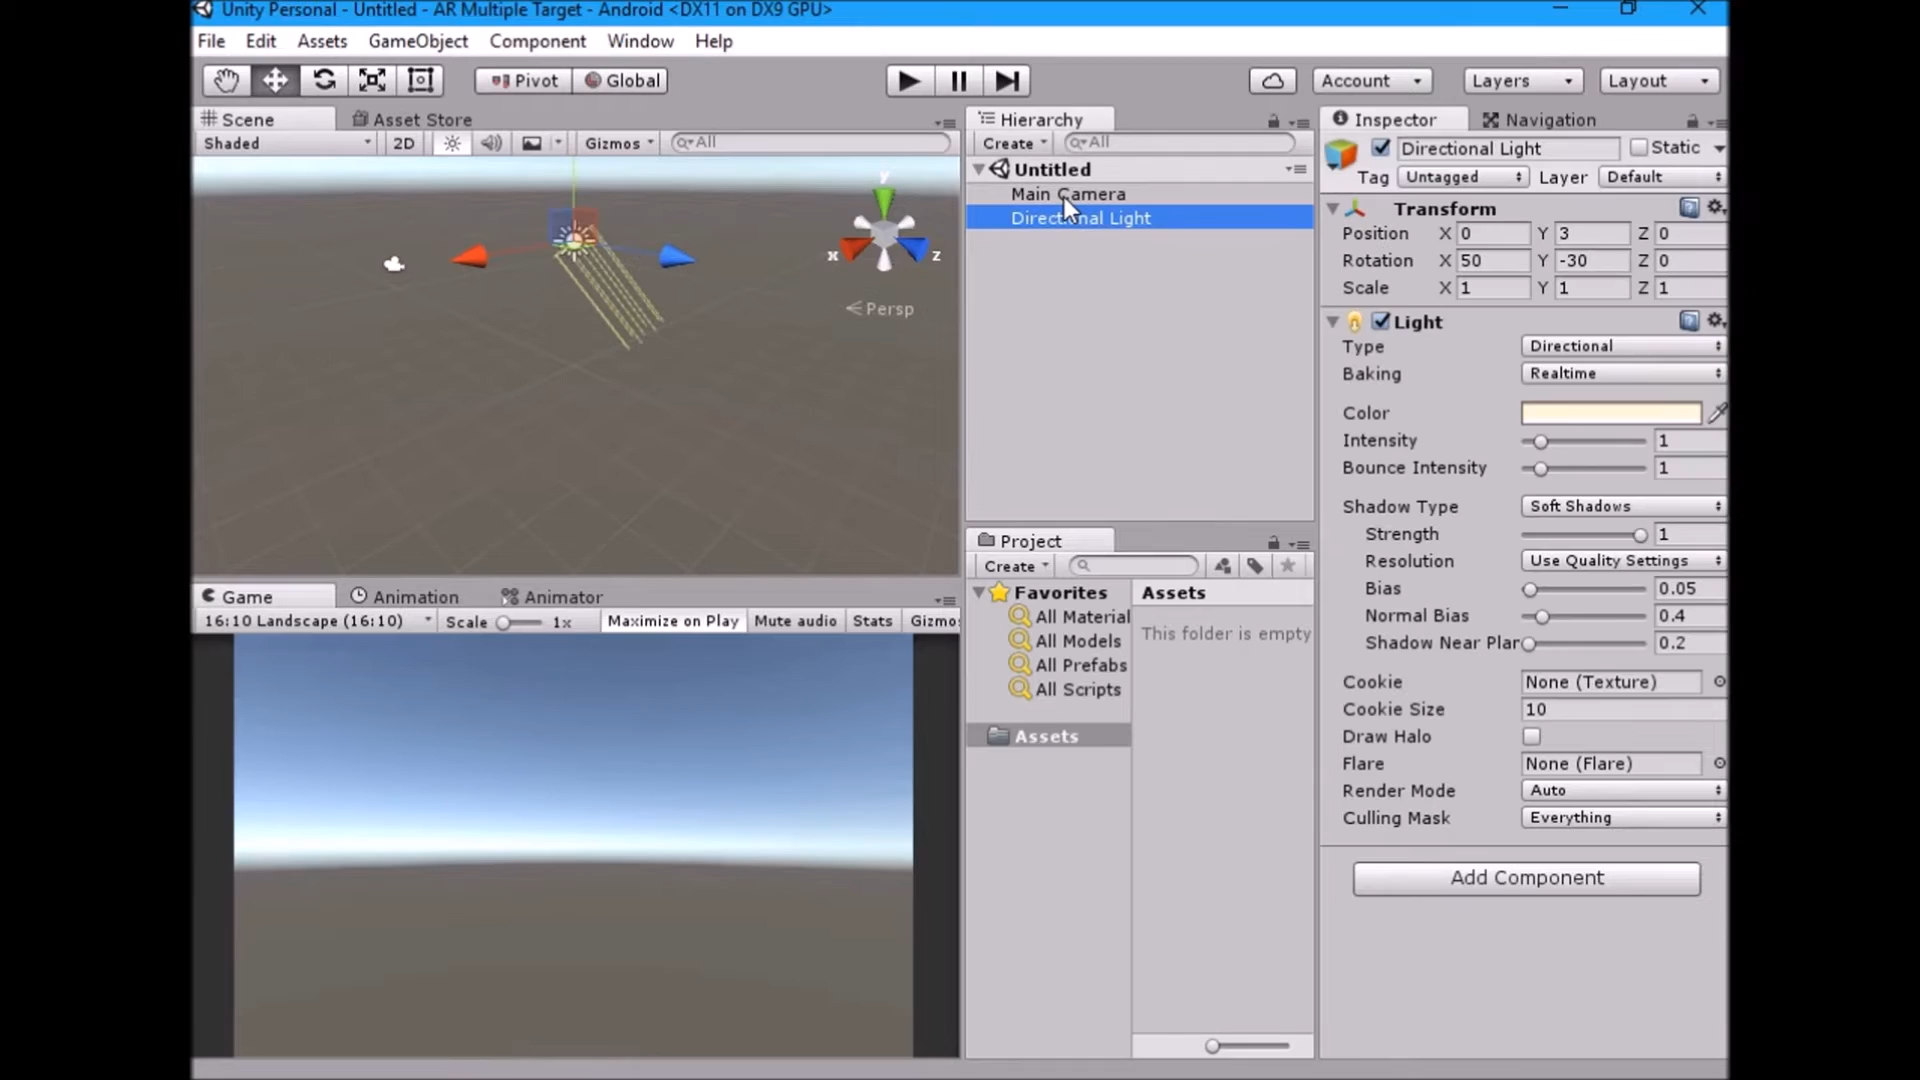 Unity Personal - Untitled - AR Multiple Target - Android <DX11 on DX9 GPU>
File Edit Assets GameObject Component Window Help
Pivot Global Account Layers Layout
Scene Asset Store
Shaded 2D Gizmos All
y
x z
Persp
Game Animation Animator
16:10 Landscape (16:10) Scale 1x Maximize on Play Mute audio Stats Gizmos
Hierarchy
Create All
Untitled
Main Camera
Directional Light
Project
Create
Favorites
All Material
All Models
All Prefabs
All Scripts
Assets
Assets
This folder is empty
Inspector Navigation
Directional Light Static
Tag Untagged Layer Default
Transform
Position X 0 Y 3 Z 0
Rotation X 50 Y -30 Z 0
Scale X 1 Y 1 Z 1
Light
Type Directional
Baking Realtime
Color
Intensity 1
Bounce Intensity 1
Shadow Type Soft Shadows
Strength 1
Resolution Use Quality Settings
Bias 0.05
Normal Bias 0.4
Shadow Near Plar 0.2
Cookie None (Texture)
Cookie Size 10
Draw Halo
Flare None (Flare)
Render Mode Auto
Culling Mask Everything
Add Component